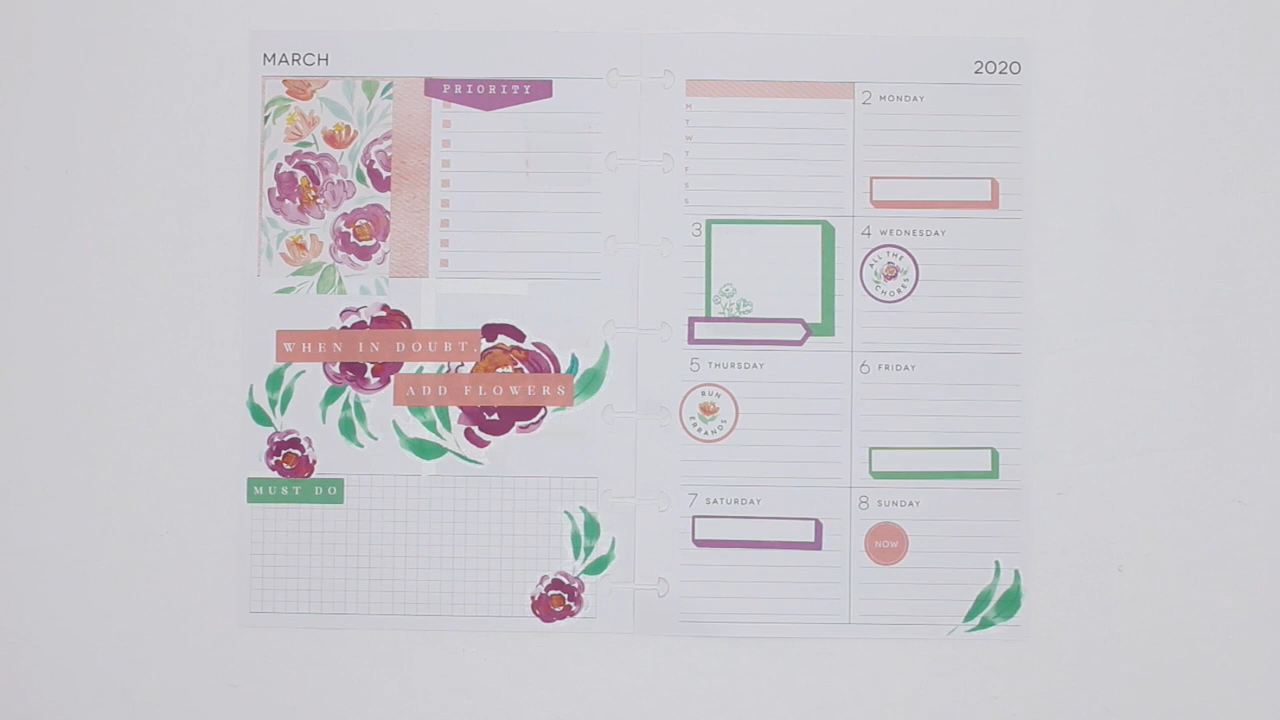 MARCH
PRIORITY
WHEN IN DOUBT,
ADD FLOWERS
MUST DO
2020
M
T
W
T
F
S
S
2 MONDAY
3
4 WEDNESDAY
ALL THE
CHORES
5 THURSDAY
RUN
ERRANDS
6 FRIDAY
7 SATURDAY
8 SUNDAY
NOW